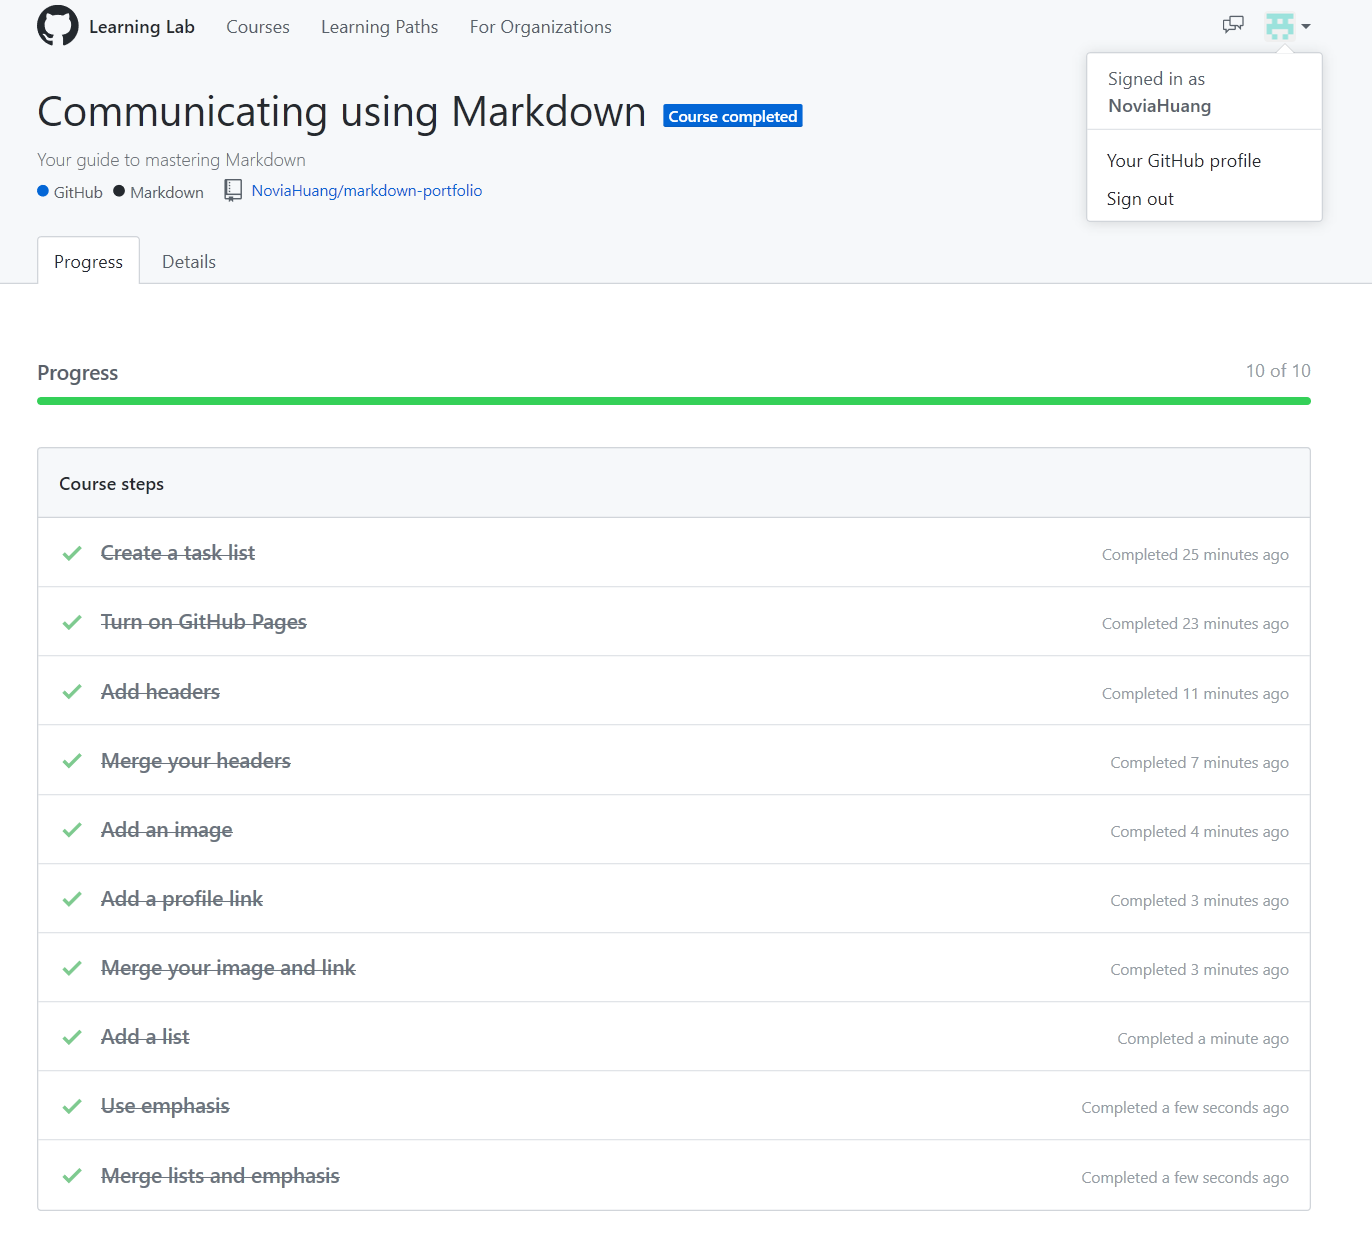 Learning Lab Courses Learning Paths For Organizations
Signed in as
NoviaHuang
Your GitHub profile
Sign out
Communicating using Markdown Course completed
Your guide to mastering Markdown
GitHub Markdown NoviaHuang/markdown-portfolio
Progress Details
Progress 10 of 10
Course steps
Create a task list Completed 25 minutes ago
Turn on GitHub Pages Completed 23 minutes ago
Add headers Completed 11 minutes ago
Merge your headers Completed 7 minutes ago
Add an image Completed 4 minutes ago
Add a profile link Completed 3 minutes ago
Merge your image and link Completed 3 minutes ago
Add a list Completed a minute ago
Use emphasis Completed a few seconds ago
Merge lists and emphasis Completed a few seconds ago